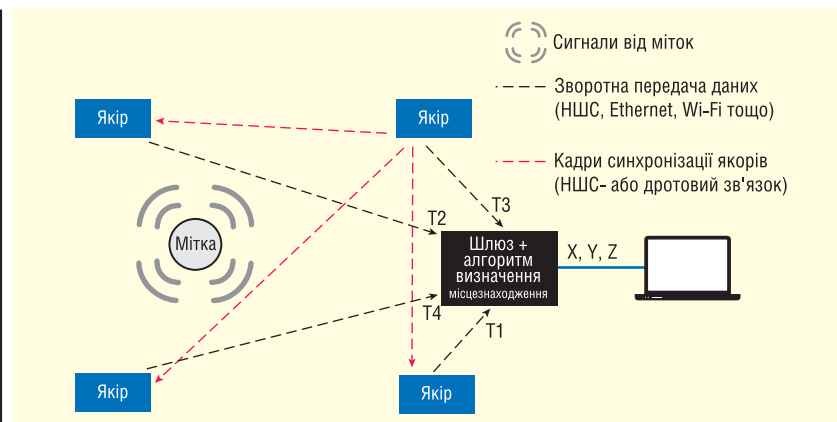 Сигнали від міток
Зворотна передача даних
(НШС, Ethernet, Wi-Fi тощо)
Кадри синхронізації якорів
(НШС- або дротовий зв'язок)
Якір
Якір
T2
T3
Мітка
Шлюз +
алгоритм
визначення
місцезнаходження
X, Y, Z
T4
T1
Якір
Якір